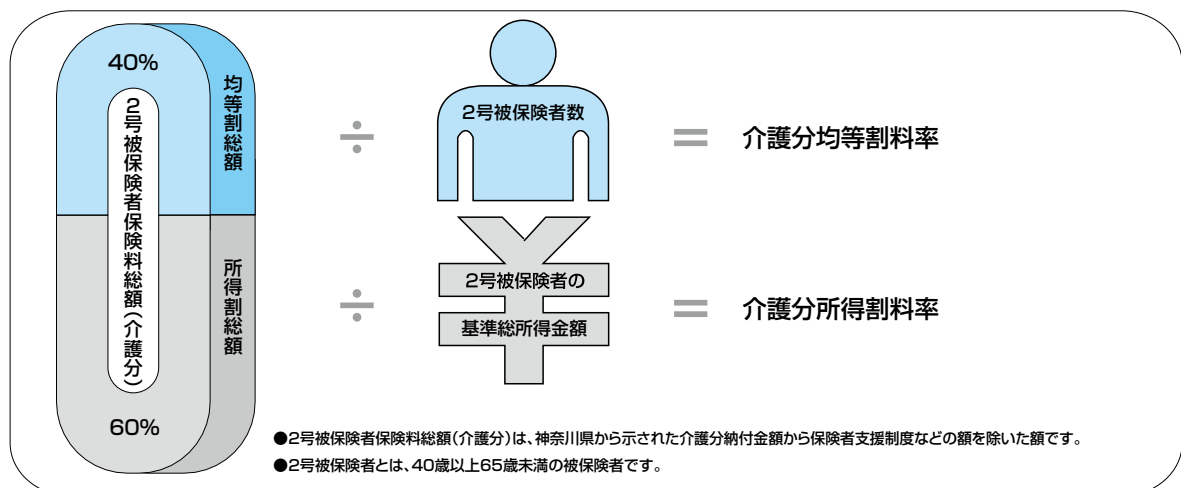 40%
2号被保険者保険料総額(介護分)
均等割総額
÷
2号被保険者数
=
介護分均等割料率
60%
所得割総額
÷
2号被保険者の
基準総所得金額
=
介護分所得割料率
●2号被保険者保険料総額(介護分)は、神奈川県から示された介護分納付金額から保険者支援制度などの額を除いた額です。
●2号被保険者とは、40歳以上65歳未満の被保険者です。